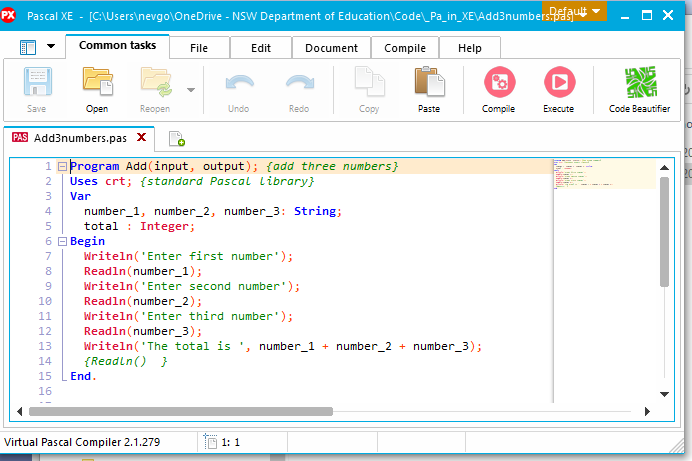 PX Pascal XE - [C:\Users\nevgo\OneDrive - NSW Department of Education\Code\_Pa_in_XE\Add3numbers.pas]
Default
Common tasks File Edit Document Compile Help
Save Open Reopen Undo Redo Copy Paste Compile Execute Code Beautifier
PAS Add3numbers.pas
1 Program Add(input, output); {add three numbers}
2 Uses crt; {standard Pascal library}
3 Var
4 number_1, number_2, number_3: String;
5 total : Integer;
6 Begin
7 Writeln('Enter first number');
8 Readln(number_1);
9 Writeln('Enter second number');
10 Readln(number_2);
11 Writeln('Enter third number');
12 Readln(number_3);
13 Writeln('The total is ', number_1 + number_2 + number_3);
14 {Readln() }
15 End.
16
Virtual Pascal Compiler 2.1.279 1: 1